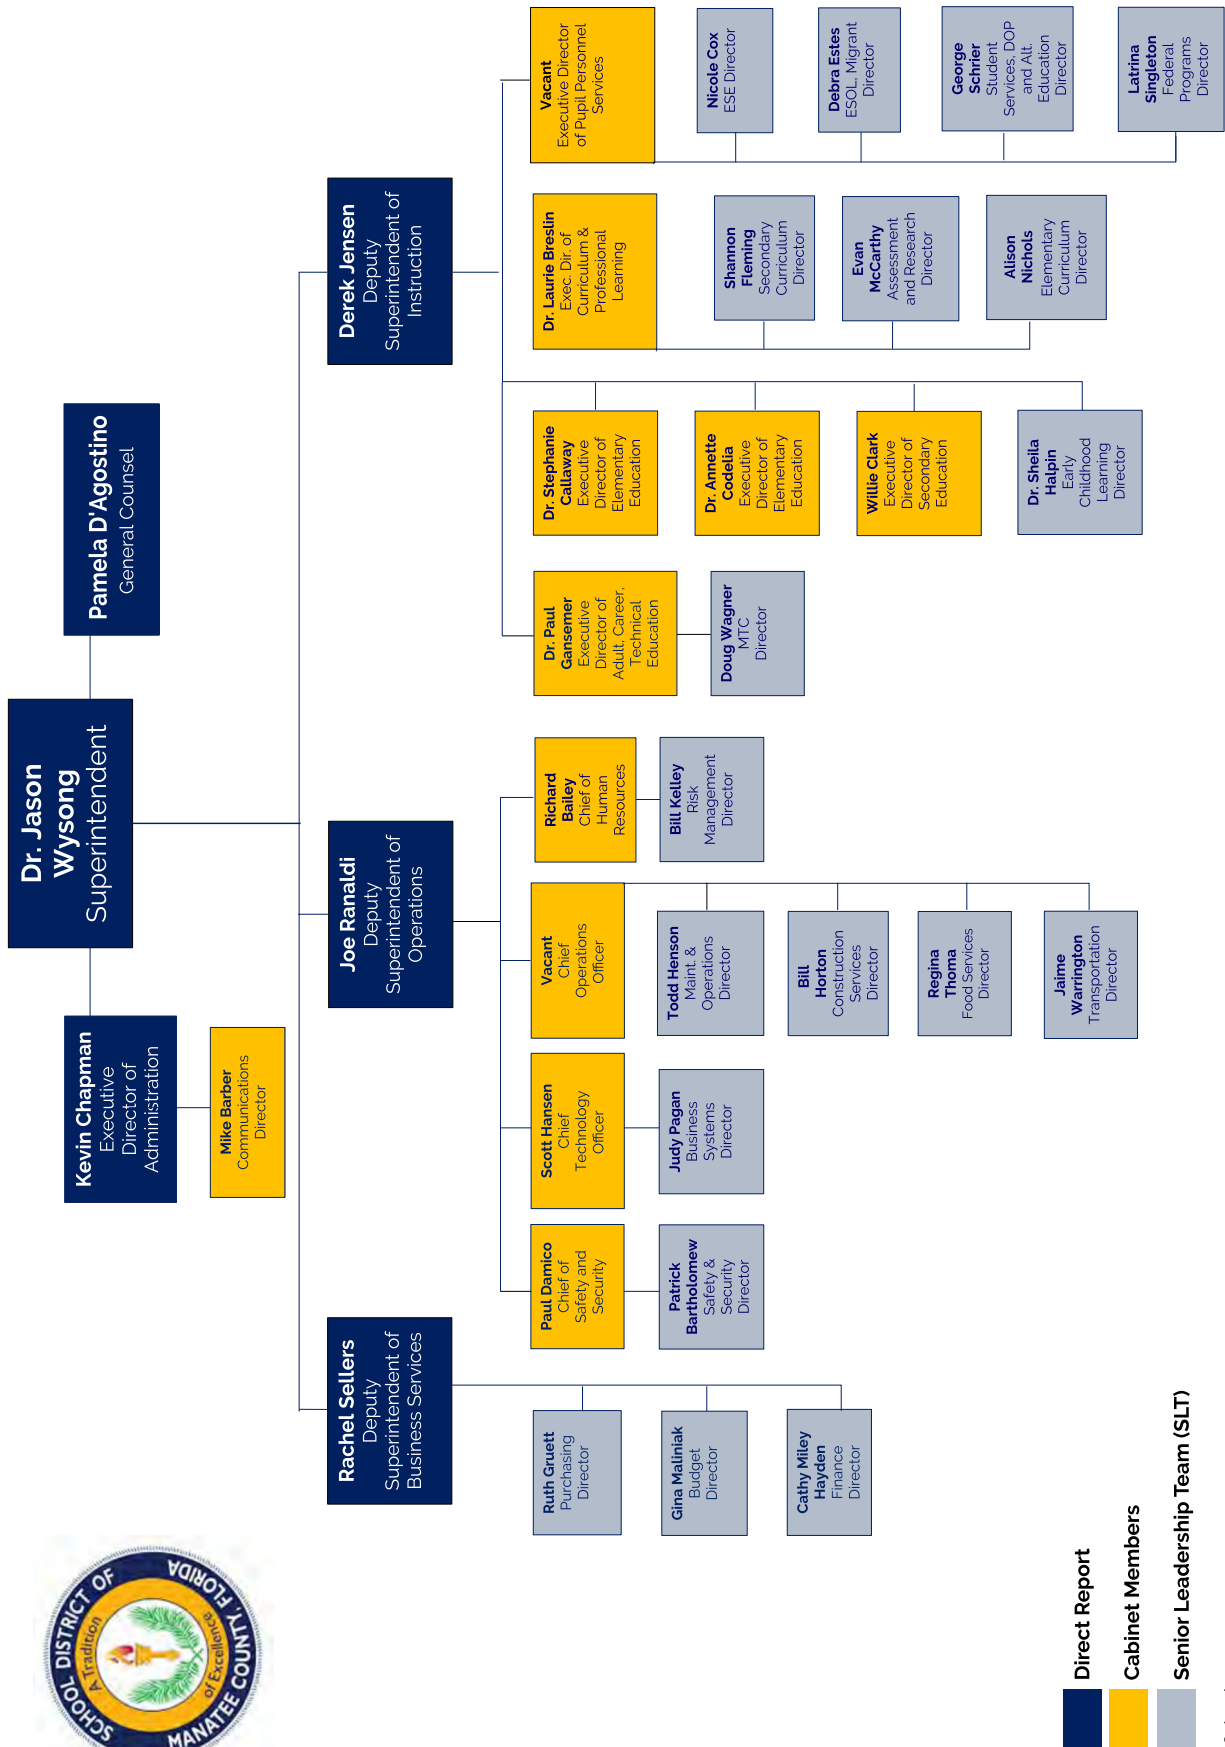 SCHOOL DISTRICT OF
MANATEE COUNTY, FLORIDA
A Tradition
of Excellence
Dr. Jason
Wysong
Superintendent
Kevin Chapman
Executive
Director of
Administration
Pamela D'Agostino
General Counsel
Mike Barber
Communications
Director
Rachel Sellers
Deputy
Superintendent of
Business Services
Joe Ranaldi
Deputy
Superintendent of
Operations
Derek Jensen
Deputy
Superintendent of
Instruction
Ruth Gruett
Purchasing
Director
Gina Maliniak
Budget
Director
Cathy Miley
Hayden
Finance
Director
Paul Damico
Chief of
Safety and
Security
Patrick
Bartholomew
Safety &
Security
Director
Scott Hansen
Chief
Technology
Officer
Judy Pagan
Business
Systems
Director
Vacant
Chief
Operations
Officer
Todd Henson
Maint. &
Operations
Director
Bill
Horton
Construction
Services
Director
Regina
Thoma
Food Services
Director
Jaime
Warrington
Transportation
Director
Richard
Bailey
Chief of
Human
Resources
Bill Kelley
Risk
Management
Director
Dr. Paul
Gansemer
Executive
Director of
Adult, Career,
Technical
Education
Doug Wagner
MTC
Director
Dr. Stephanie
Callaway
Executive
Director of
Elementary
Education
Dr. Annette
Codelia
Executive
Director of
Elementary
Education
Willie Clark
Executive
Director of
Secondary
Education
Dr. Sheila
Halpin
Early
Childhood
Learning
Director
Dr. Laurie Breslin
Exec. Dir. of
Curriculum &
Professional
Learning
Shannon
Fleming
Secondary
Curriculum
Director
Evan
McCarthy
Assessment
and Research
Director
Alison
Nichols
Elementary
Curriculum
Director
Vacant
Executive Director
of Pupil Personnel
Services
Nicole Cox
ESE Director
Debra Estes
ESOL, Migrant
Director
George
Schrier
Student
Services, DOP
and Alt.
Education
Director
Latrina
Singleton
Federal
Programs
Director
Direct Report
Cabinet Members
Senior Leadership Team (SLT)